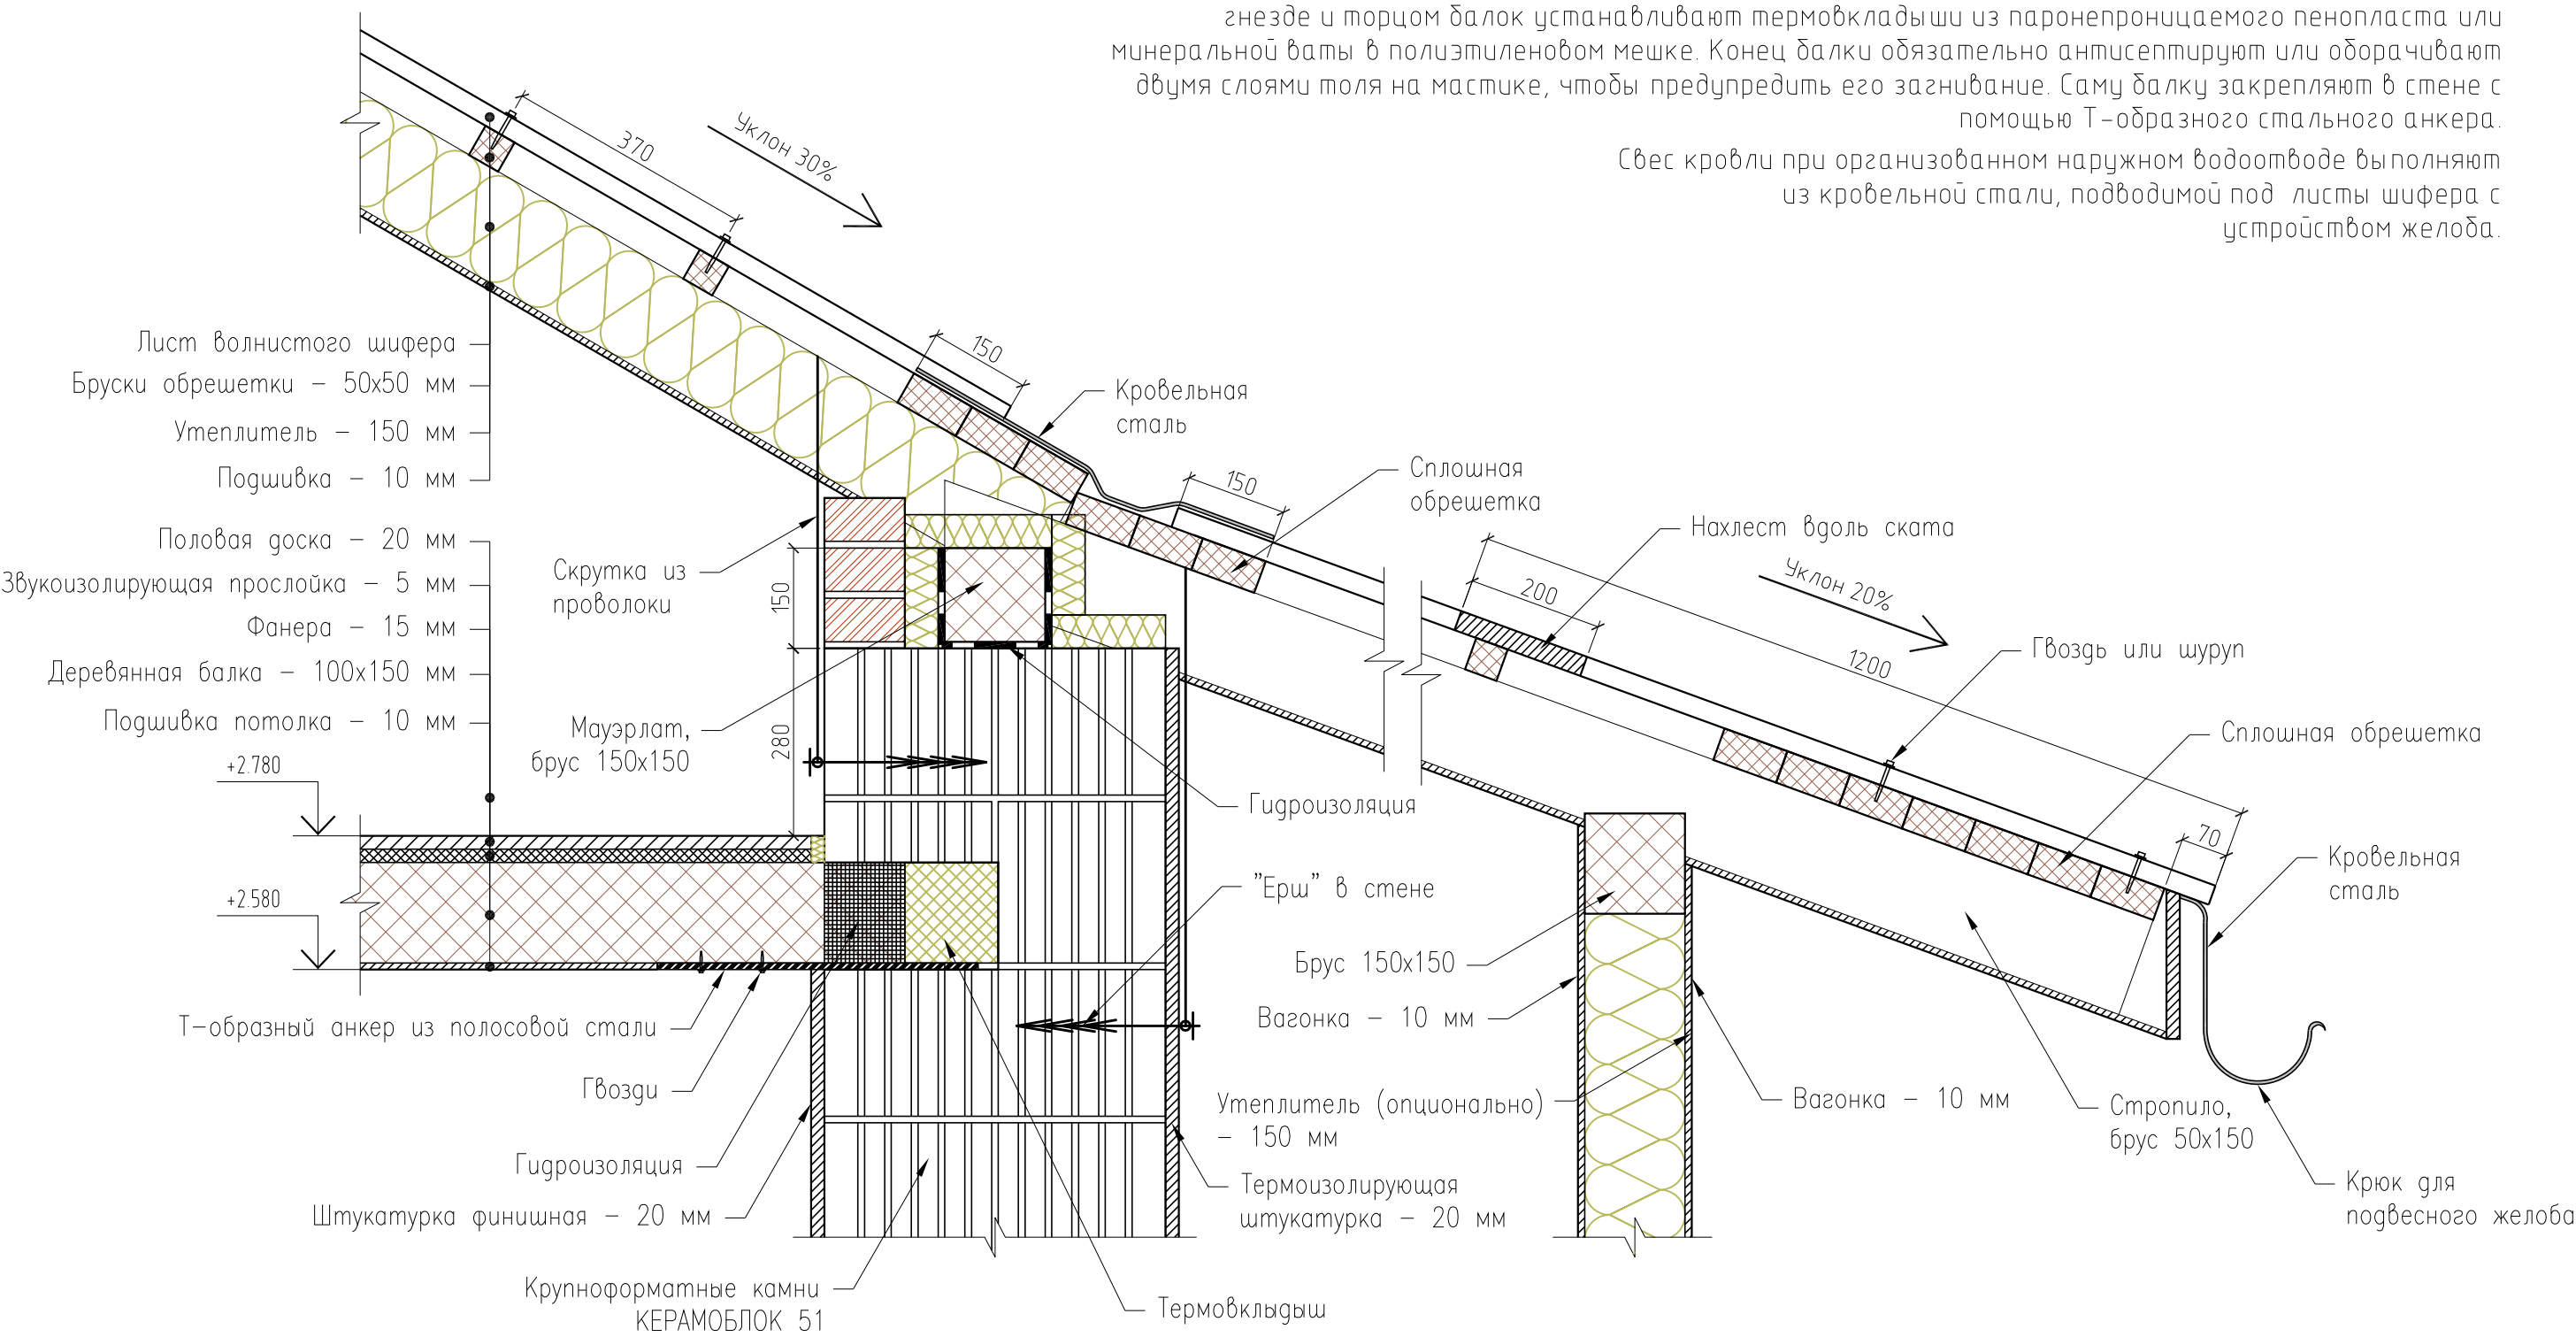 гнезде и торцом балок устанавливают термовкладыши из паронепроницаемого пенопласта или
минеральной ваты в полиэтиленовом мешке. Конец балки обязательно антисептируют или оборачивают
двумя слоями толя на мастике, чтобы предупредить его загнивание. Саму балку закрепляют в стене с
помощью Т-образного стального анкера.
Свес кровли при организованном наружном водоотводе выполняют
из кровельной стали, подводимой под листы шифера с
устройством желоба.
370
Уклон 30%
Лист волнистого шифера
Бруски обрешетки - 50х50 мм
Утеплитель - 150 мм
Подшивка - 10 мм
150
Кровельная
сталь
150
Сплошная
обрешетка
Нахлест вдоль ската
Уклон 20%
200
1200
Гвоздь или шуруп
Сплошная обрешетка
70
Кровельная
сталь
Половая доска - 20 мм
Звукоизолирующая прослойка - 5 мм
Фанера - 15 мм
Деревянная балка - 100х150 мм
Подшивка потолка - 10 мм
Скрутка из
проволоки
150
280
Мауэрлат,
брус 150х150
+2.780
+2.580
Гидроизоляция
"Ерш" в стене
Брус 150х150
Вагонка - 10 мм
Т-образный анкер из полосовой стали
Гвозди
Гидроизоляция
Штукатурка финишная - 20 мм
Утеплитель (опционально)
- 150 мм
Термоизолирующая
штукатурка - 20 мм
Вагонка - 10 мм
Стропило,
брус 50х150
Крюк для
подвесного желоба
Крупноформатные камни
КЕРАМОБЛОК 51
Термовклыдыш